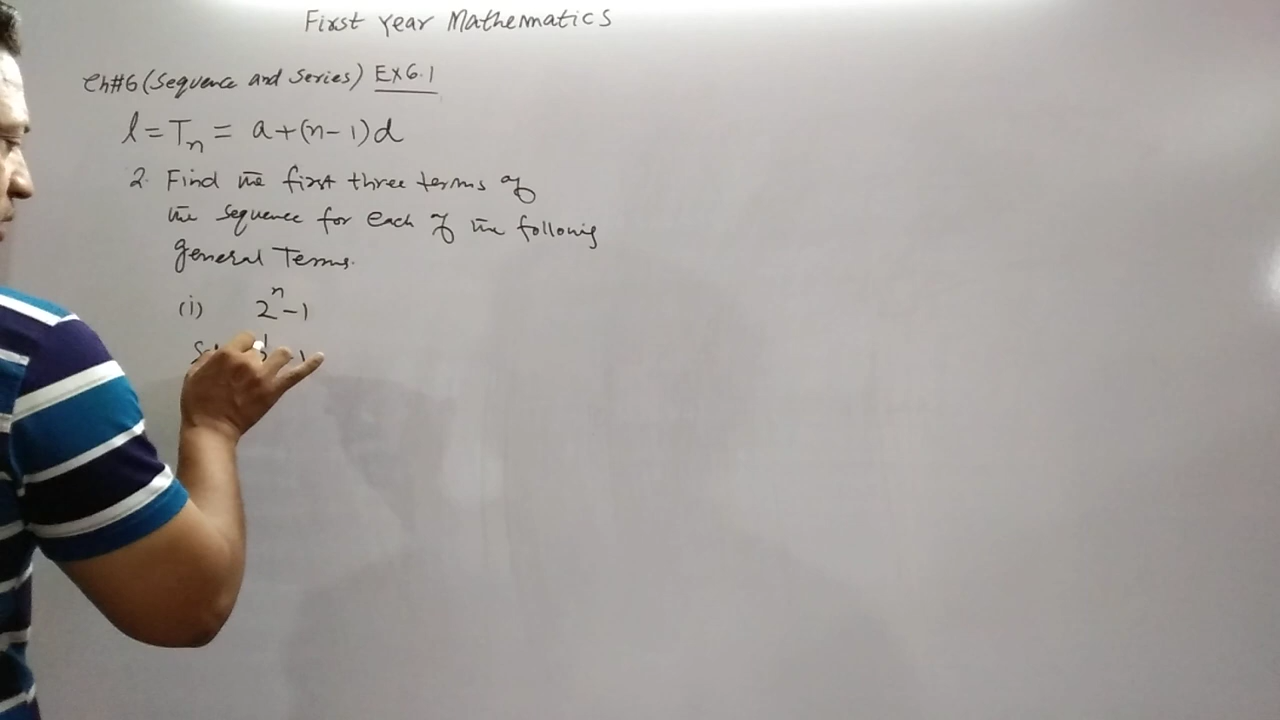 First Year Mathematics
Ch#6 (Sequence and Series) EX6.1
l = Tn = a+(n-1)d
2. Find the first three terms of
the sequence for each of the following
general Terms.
(i) 2^n - 1